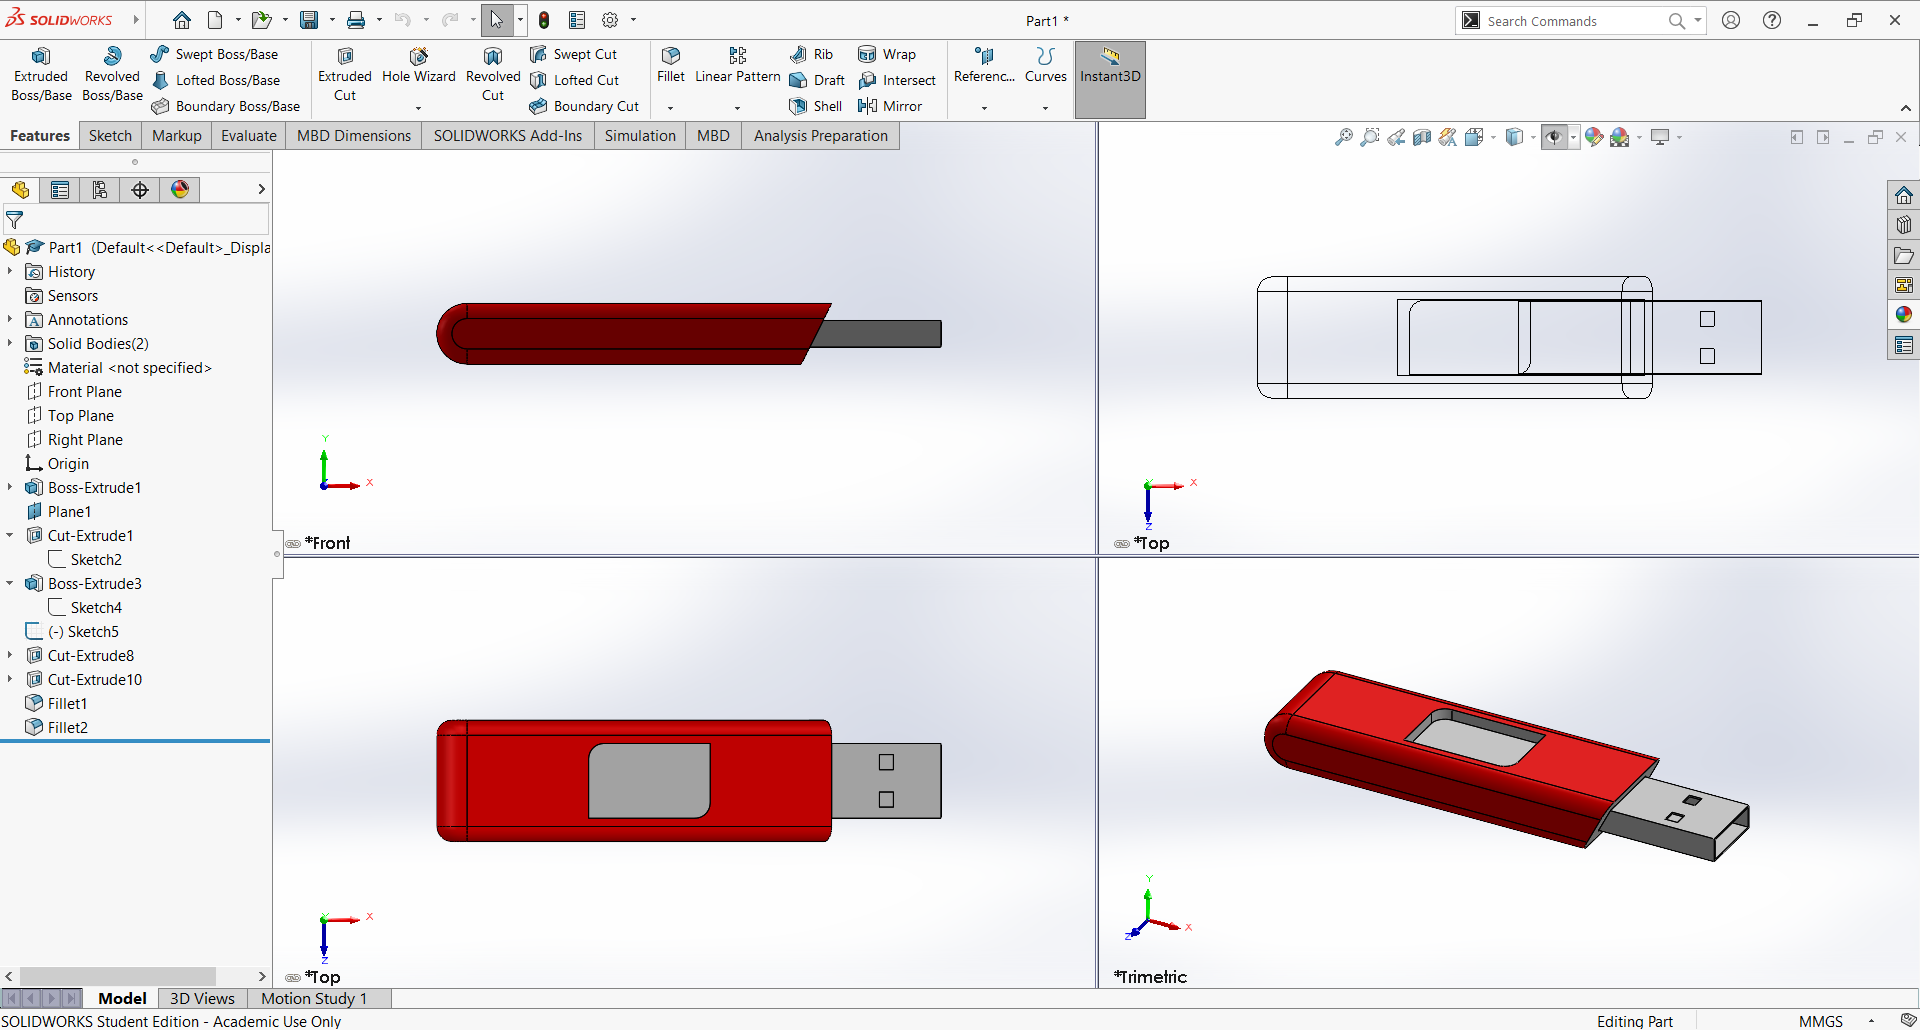 SOLIDWORKS
Part1 *
Search Commands
Extruded Boss/Base
Revolved Boss/Base
Swept Boss/Base
Lofted Boss/Base
Boundary Boss/Base
Extruded Cut
Hole Wizard
Revolved Cut
Swept Cut
Lofted Cut
Boundary Cut
Fillet
Linear Pattern
Rib
Draft
Shell
Wrap
Intersect
Mirror
Referenc...
Curves
Instant3D
Features
Sketch
Markup
Evaluate
MBD Dimensions
SOLIDWORKS Add-Ins
Simulation
MBD
Analysis Preparation
Part1 (Default<<Default>_Displa
History
Sensors
Annotations
Solid Bodies(2)
Material <not specified>
Front Plane
Top Plane
Right Plane
Origin
Boss-Extrude1
Plane1
Cut-Extrude1
Sketch2
Boss-Extrude3
Sketch4
(-) Sketch5
Cut-Extrude8
Cut-Extrude10
Fillet1
Fillet2
Y
X
*Front
Y
X
Z
*Top
Y
X
Z
*Top
Y
X
Z
*Trimetric
Model
3D Views
Motion Study 1
SOLIDWORKS Student Edition - Academic Use Only
Editing Part
MMGS